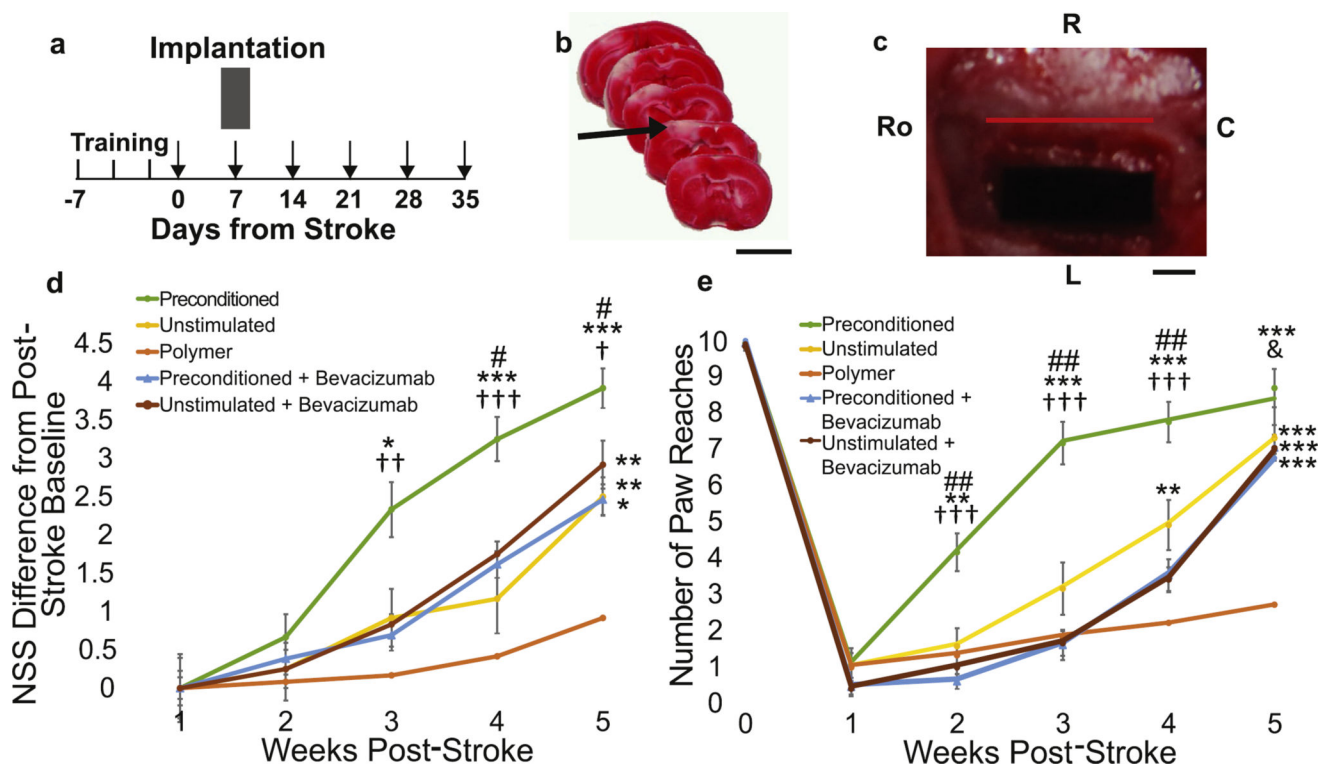 a
Implantation
Training
-7 0 7 14 21 28 35
Days from Stroke
b
c
R
Ro
C
L
d
Preconditioned
Unstimulated
Polymer
Preconditioned + Bevacizumab
Unstimulated + Bevacizumab
NSS Difference from Post-
Stroke Baseline
4.5
4
3.5
3
2.5
2
1.5
1
0.5
0
*
††
#
***
†††
#
***
†
**
**
*
1 2 3 4 5
Weeks Post-Stroke
e
Preconditioned
Unstimulated
Polymer
Preconditioned +
Bevacizumab
Unstimulated +
Bevacizumab
Number of Paw Reaches
10
9
8
7
6
5
4
3
2
1
0
##
**
†††
##
***
†††
##
***
†††
**
***
&
***
***
***
0 1 2 3 4 5
Weeks Post-Stroke